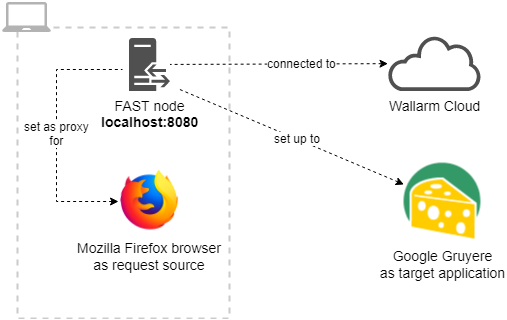 FAST node
localhost:8080
connected to
Wallarm Cloud
set as proxy
for
set up to
Mozilla Firefox browser
as request source
Google Gruyere
as target application